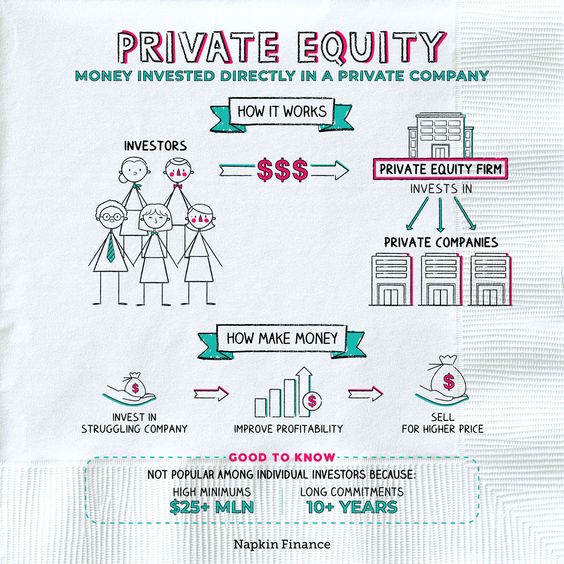 PRIVATE EQUITY
MONEY INVESTED DIRECTLY IN A PRIVATE COMPANY
HOW IT WORKS
INVESTORS
$$$
PRIVATE EQUITY FIRM
INVESTS IN
PRIVATE COMPANIES
HOW MAKE MONEY
$
$
$
INVEST IN
STRUGGLING COMPANY
IMPROVE PROFITABILITY
SELL
FOR HIGHER PRICE
GOOD TO KNOW
NOT POPULAR AMONG INDIVIDUAL INVESTORS BECAUSE:
HIGH MINIMUMS
$25+ MLN
LONG COMMITMENTS
10+ YEARS
Napkin Finance